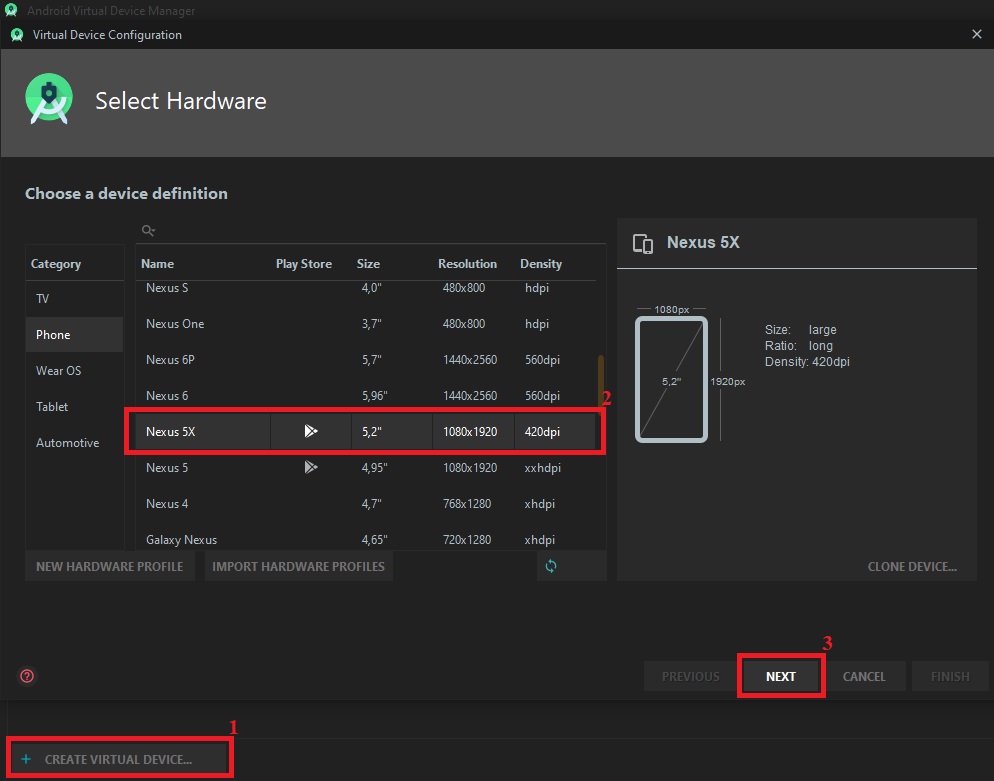 Android Virtual Device Manager
Virtual Device Configuration
Select Hardware
Choose a device definition
Category
TV
Phone
Wear OS
Tablet
Automotive
Name Play Store Size Resolution Density
Nexus S 4,0" 480x800 hdpi
Nexus One 3,7" 480x800 hdpi
Nexus 6P 5,7" 1440x2560 560dpi
Nexus 6 5,96" 1440x2560 560dpi
2
Nexus 5X 5,2" 1080x1920 420dpi
Nexus 5 4,95" 1080x1920 xxhdpi
Nexus 4 4,7" 768x1280 xhdpi
Galaxy Nexus 4,65" 720x1280 xhdpi
NEW HARDWARE PROFILE IMPORT HARDWARE PROFILES
Nexus 5X
1080px
5,2" 1920px
Size: large
Ratio: long
Density: 420dpi
CLONE DEVICE...
3
? PREVIOUS NEXT CANCEL FINISH
1
+ CREATE VIRTUAL DEVICE...